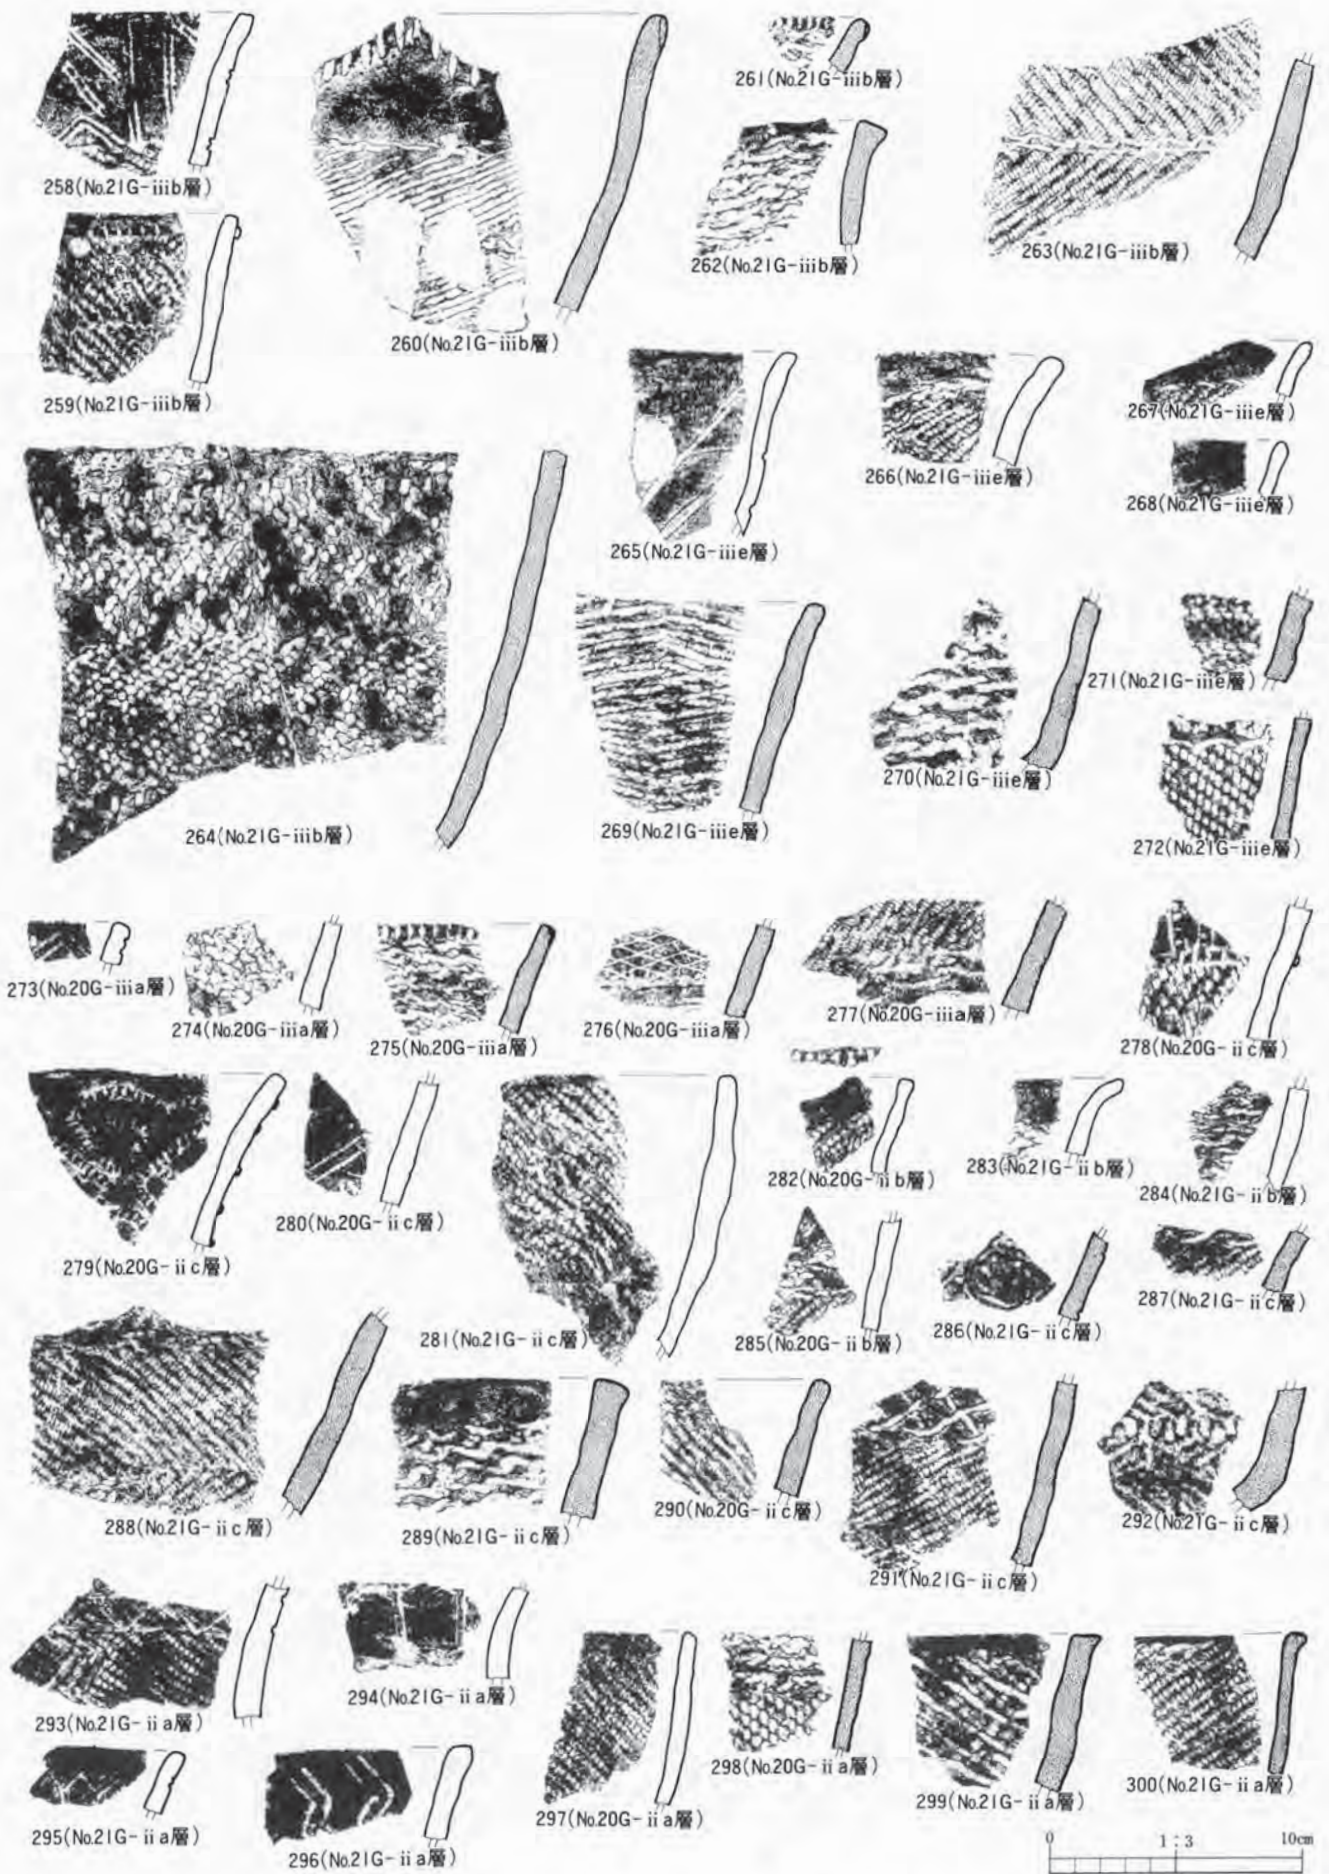 258(No.21G-iiib層)
259(No.21G-iiib層)
260(No.21G-iiib層)
261(No.21G-iiib層)
262(No.21G-iiib層)
263(No.21G-iiib層)
264(No.21G-iiib層)
265(No.21G-iiie層)
266(No.21G-iiie層)
267(No.21G-iiie層)
268(No.21G-iiie層)
269(No.21G-iiie層)
270(No.21G-iiie層)
271(No.21G-iiie層)
272(No.21G-iiie層)
273(No.20G-iiia層)
274(No.20G-iiia層)
275(No.20G-iiia層)
276(No.20G-iiia層)
277(No.20G-iiia層)
278(No.20G-iic層)
279(No.20G-iic層)
280(No.20G-iic層)
281(No.21G-iic層)
282(No.20G-iib層)
283(No.21G-iib層)
284(No.21G-iib層)
285(No.20G-iib層)
286(No.21G-iic層)
287(No.21G-iic層)
288(No.21G-iic層)
289(No.21G-iic層)
290(No.20G-iic層)
291(No.21G-iic層)
292(No.21G-iic層)
293(No.21G-iia層)
294(No.21G-iia層)
295(No.21G-iia層)
296(No.21G-iia層)
297(No.20G-iia層)
298(No.20G-iia層)
299(No.21G-iia層)
300(No.21G-iia層)
0 1:3 10cm